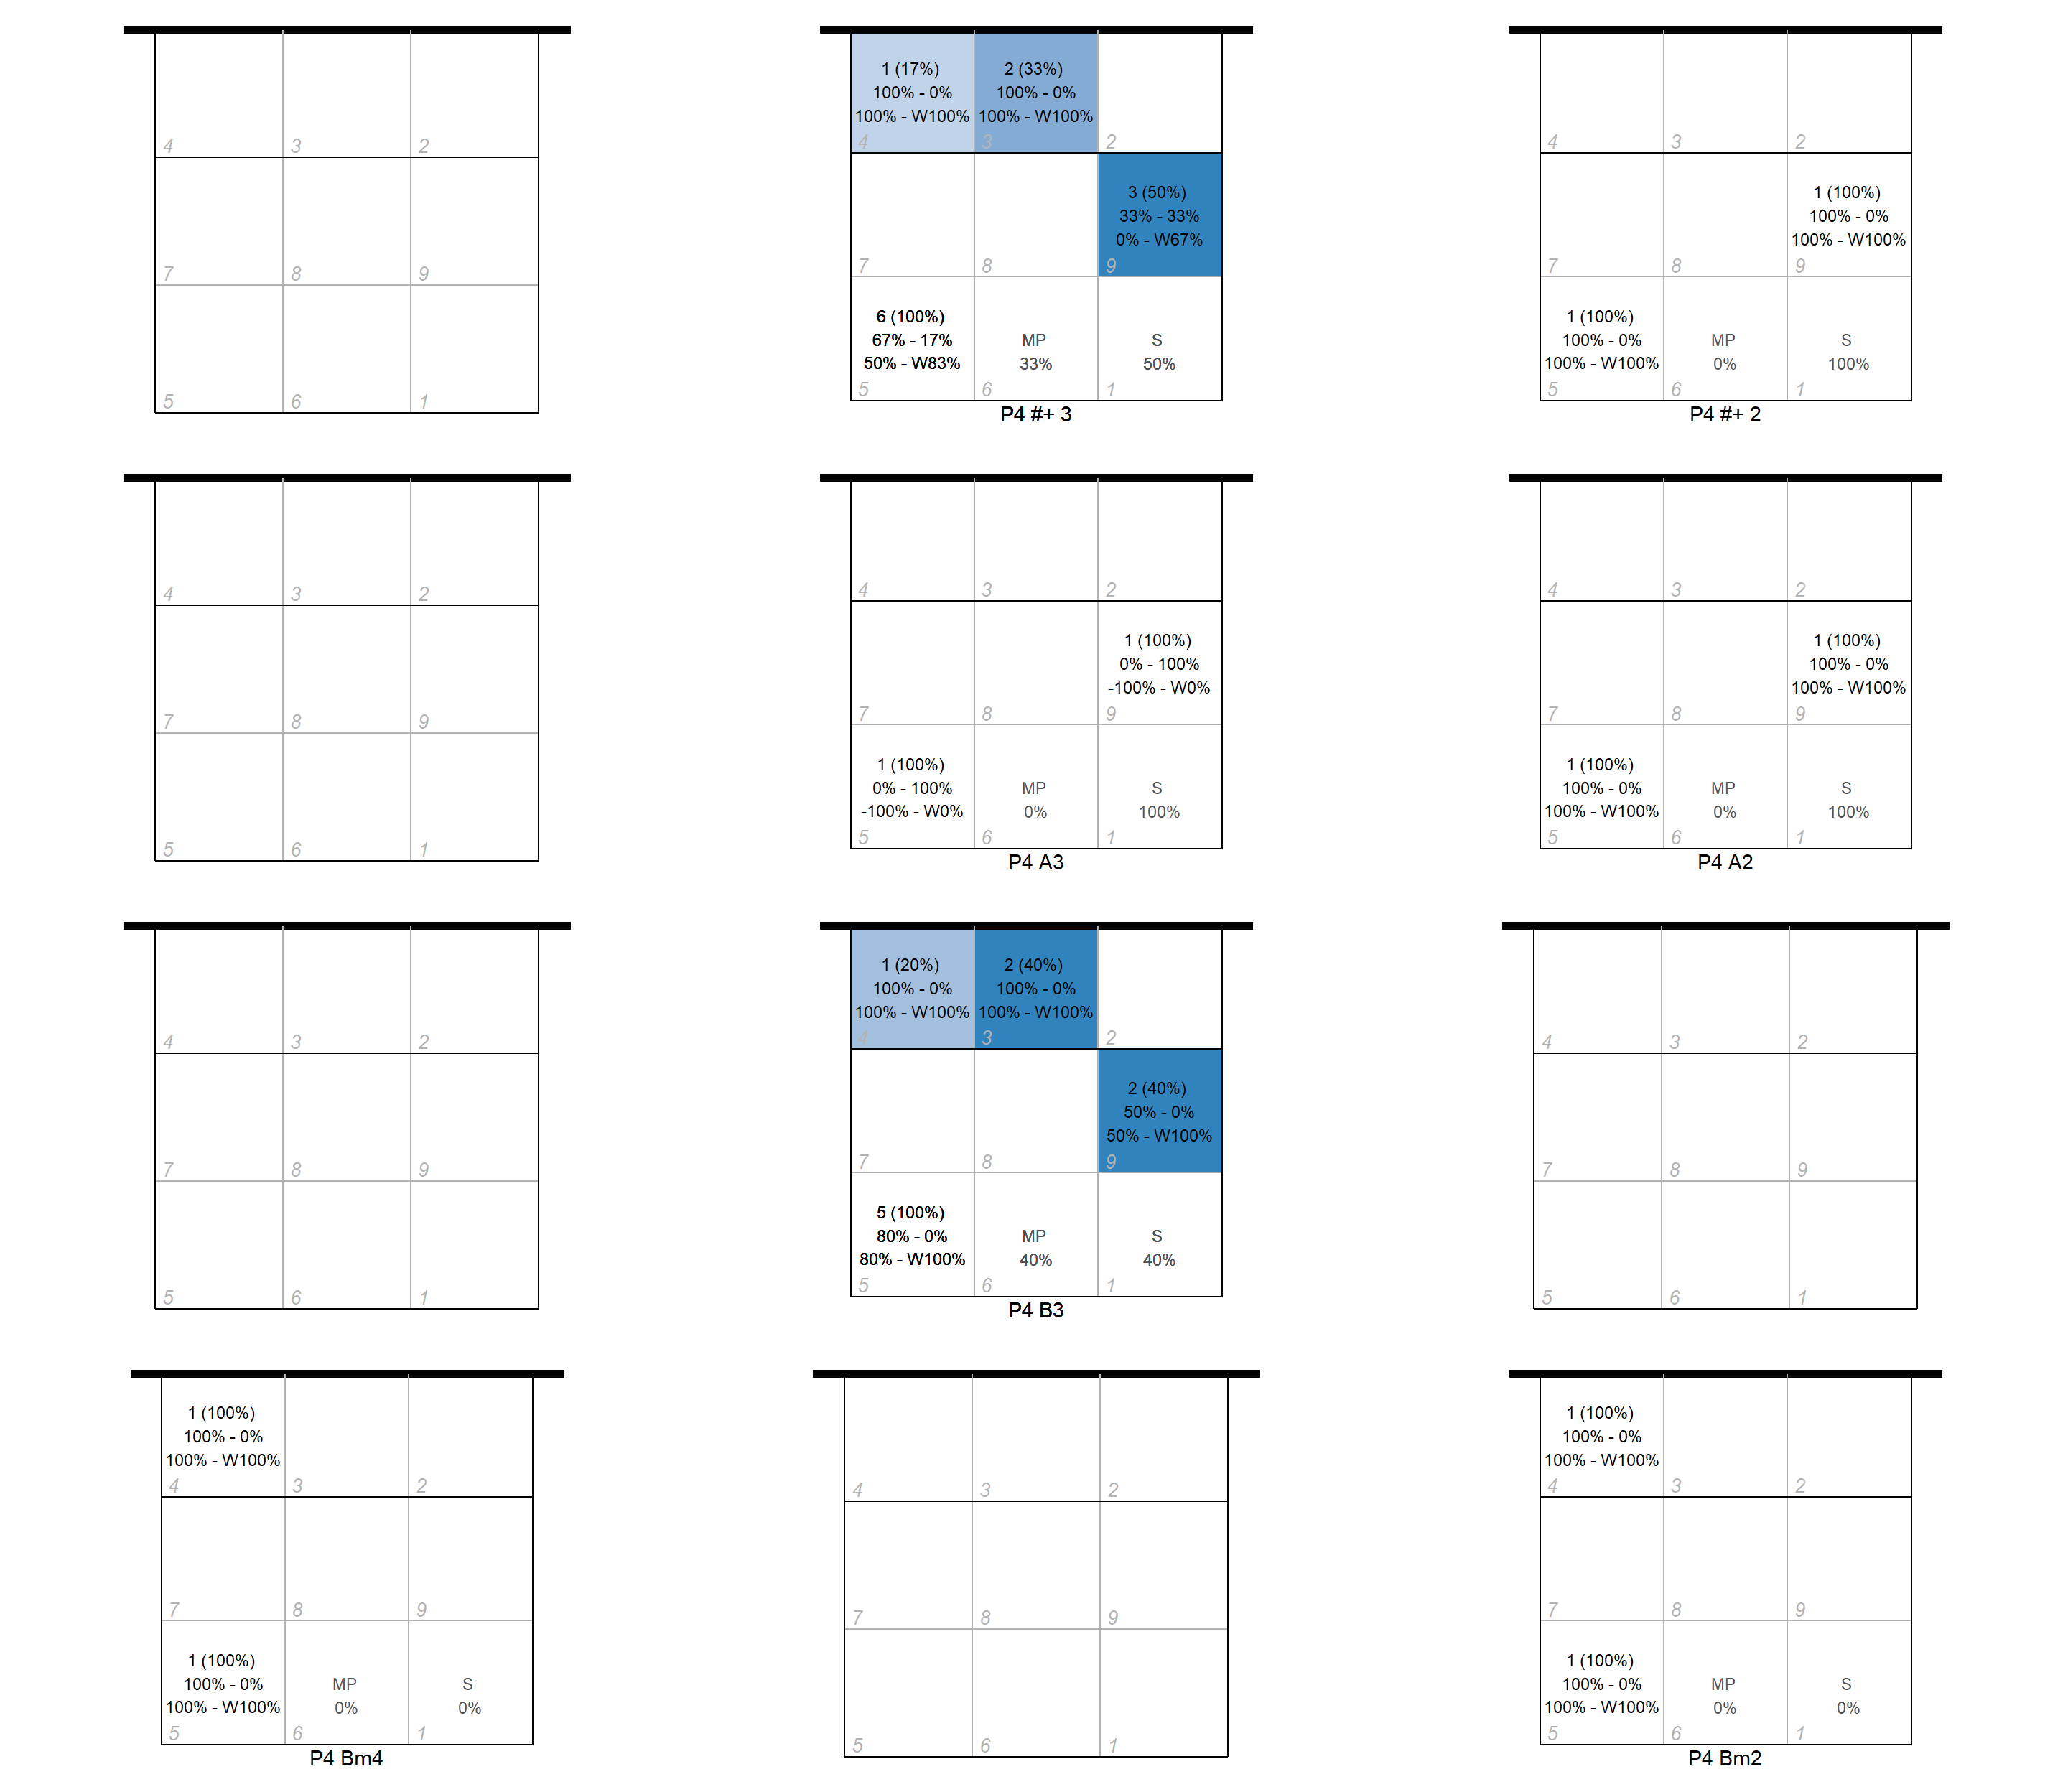 4 3 2
7 8 9
5 6 1
1 (17%) 2 (33%)
100% - 0% 100% - 0%
100% - W100% 100% - W100%
4 3 2
3 (50%)
33% - 33%
0% - W67%
7 8 9
6 (100%)
67% - 17% MP S
50% - W83% 33% 50%
5 6 1
P4 #+ 3
4 3 2
1 (100%)
100% - 0%
100% - W100%
7 8 9
1 (100%)
100% - 0% MP S
100% - W100% 0% 100%
5 6 1
P4 #+ 2
4 3 2
7 8 9
5 6 1
4 3 2
1 (100%)
0% - 100%
-100% - W0%
7 8 9
1 (100%)
0% - 100% MP S
-100% - W0% 0% 100%
5 6 1
P4 A3
4 3 2
1 (100%)
100% - 0%
100% - W100%
7 8 9
1 (100%)
100% - 0% MP S
100% - W100% 0% 100%
5 6 1
P4 A2
4 3 2
7 8 9
5 6 1
1 (20%) 2 (40%)
100% - 0% 100% - 0%
100% - W100% 100% - W100%
4 3 2
2 (40%)
50% - 0%
50% - W100%
7 8 9
5 (100%)
80% - 0% MP S
80% - W100% 40% 40%
5 6 1
P4 B3
4 3 2
7 8 9
5 6 1
1 (100%)
100% - 0%
100% - W100%
4 3 2
7 8 9
1 (100%)
100% - 0% MP S
100% - W100% 0% 0%
5 6 1
P4 Bm4
4 3 2
7 8 9
5 6 1
1 (100%)
100% - 0%
100% - W100%
4 3 2
7 8 9
1 (100%)
100% - 0% MP S
100% - W100% 0% 0%
5 6 1
P4 Bm2